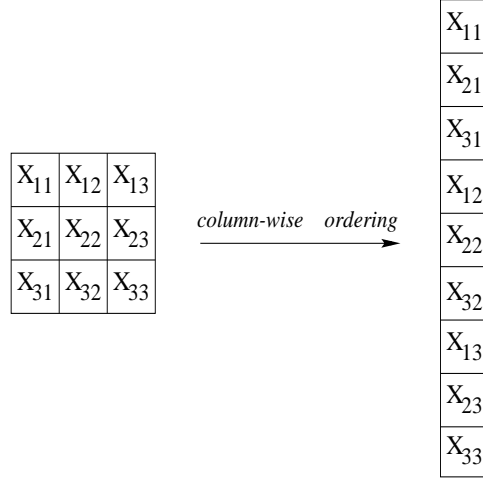 X11 X12 X13
X21 X22 X23
X31 X32 X33
column-wise ordering
X11
X21
X31
X12
X22
X32
X13
X23
X33